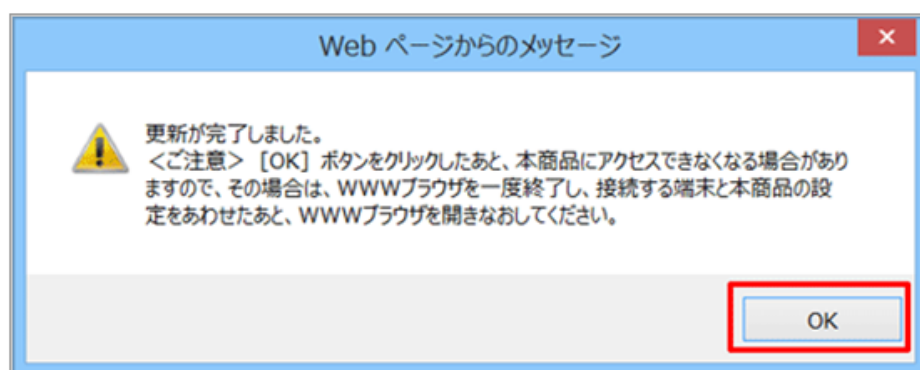 Web ページからのメッセージ
更新が完了しました。
＜ご注意＞［OK］ボタンをクリックしたあと、本商品にアクセスできなくなる場合があり
ますので、その場合は、WWWブラウザを一度終了し、接続する端末と本商品の設
定をあわせたあと、WWWブラウザを開きなおしてください。
OK